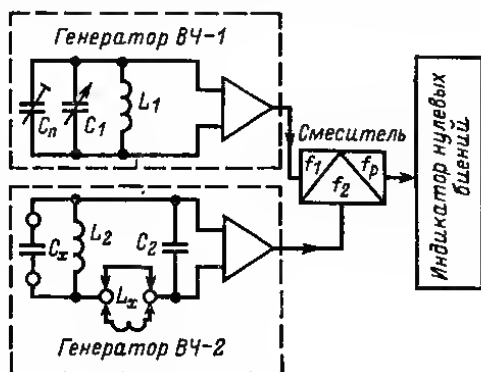 Генератор ВЧ-1
Cп
C1
L1
Смеситель
f1
f2
fp
Индикатор нулевых
биений
Cx
L2
C2
Lx
Генератор ВЧ-2